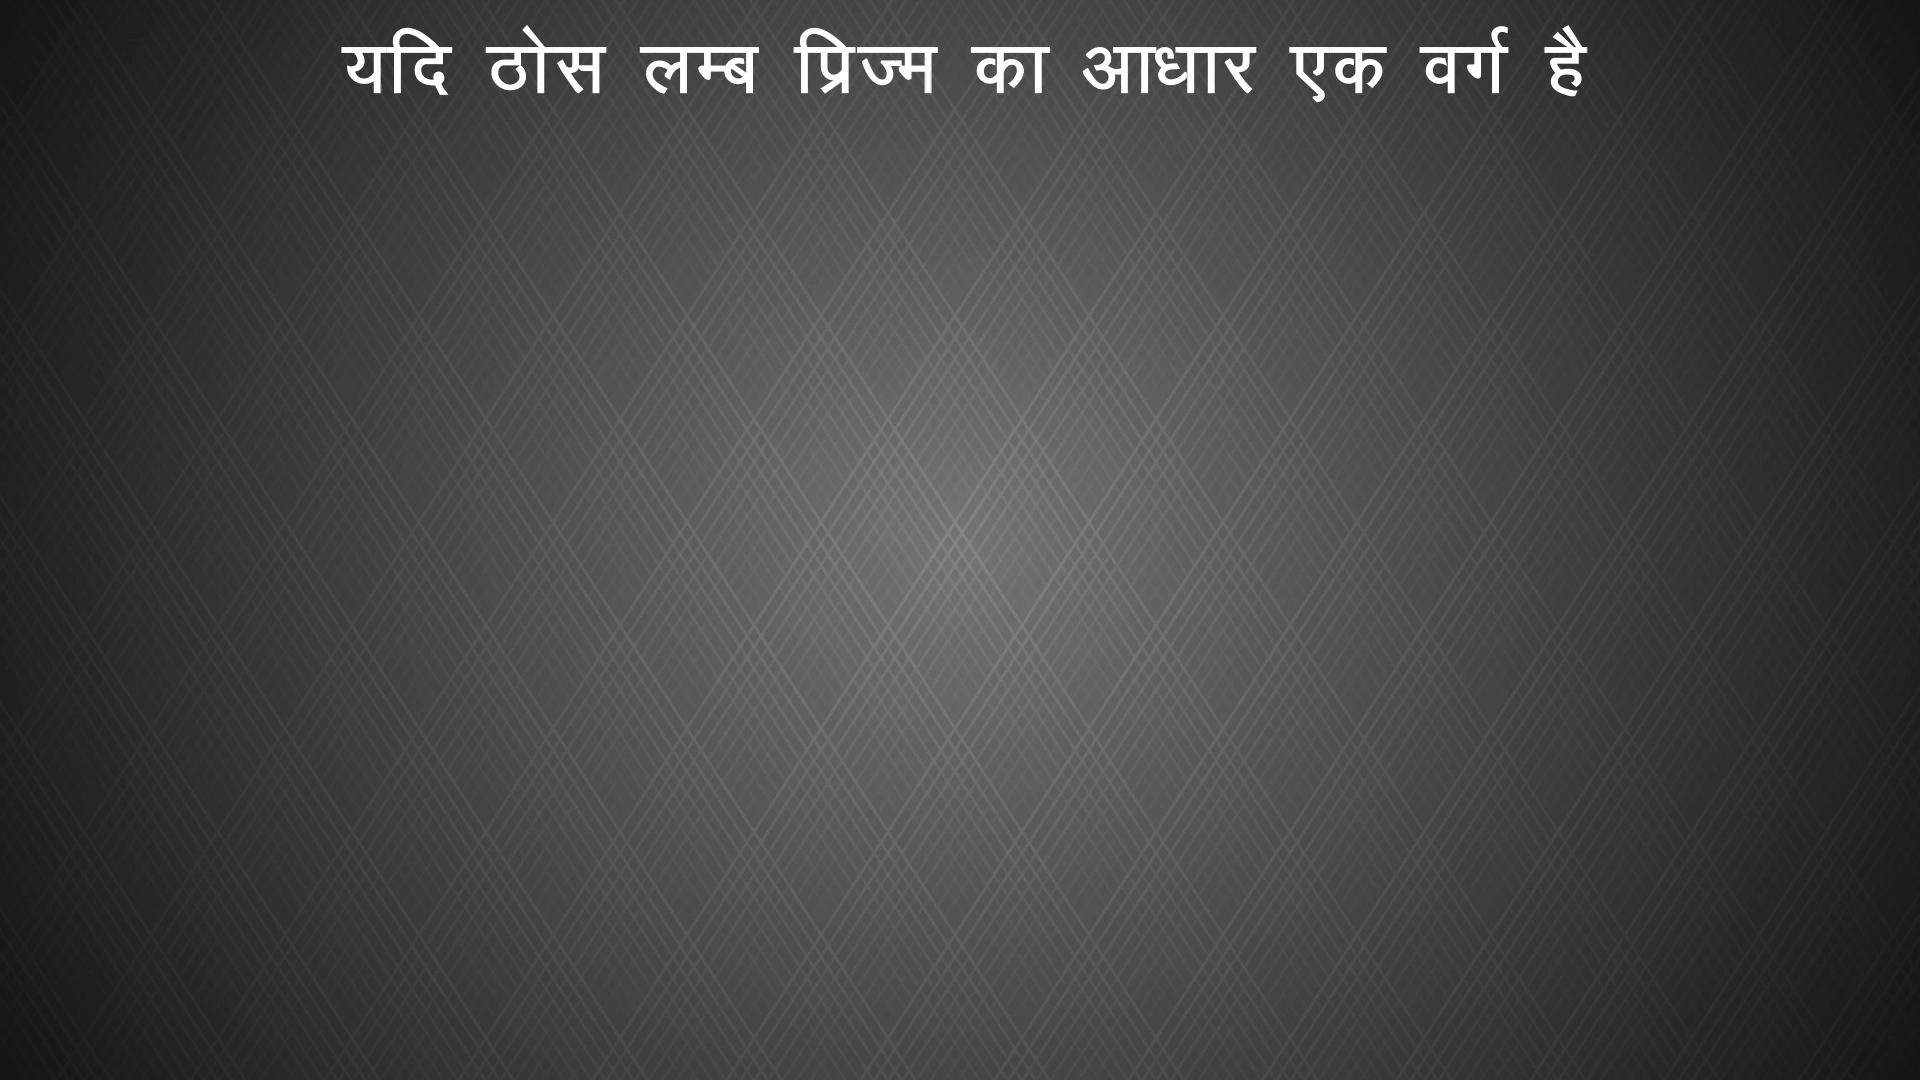 यदि ठोस लम्ब प्रिज्म का आधार एक वर्ग है